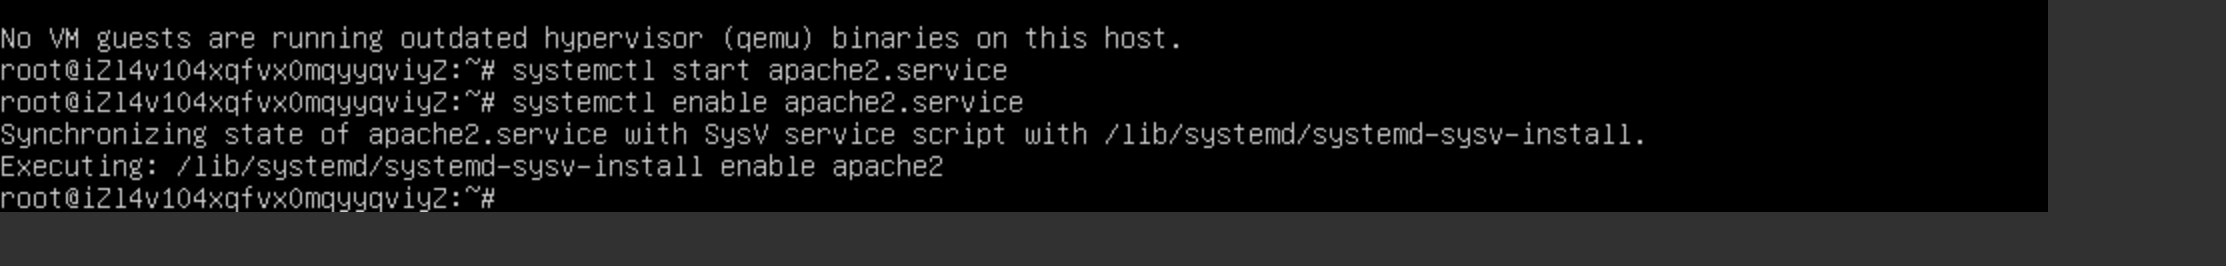 No VM guests are running outdated hypervisor (qemu) binaries on this host.
root@iZl4v104xqfvx0mqyyqviyZ:~# systemctl start apache2.service
root@iZl4v104xqfvx0mqyyqviyZ:~# systemctl enable apache2.service
Synchronizing state of apache2.service with SysV service script with /lib/systemd/systemd-sysv-install.
Executing: /lib/systemd/systemd-sysv-install enable apache2
root@iZl4v104xqfvx0mqyyqviyZ:~#